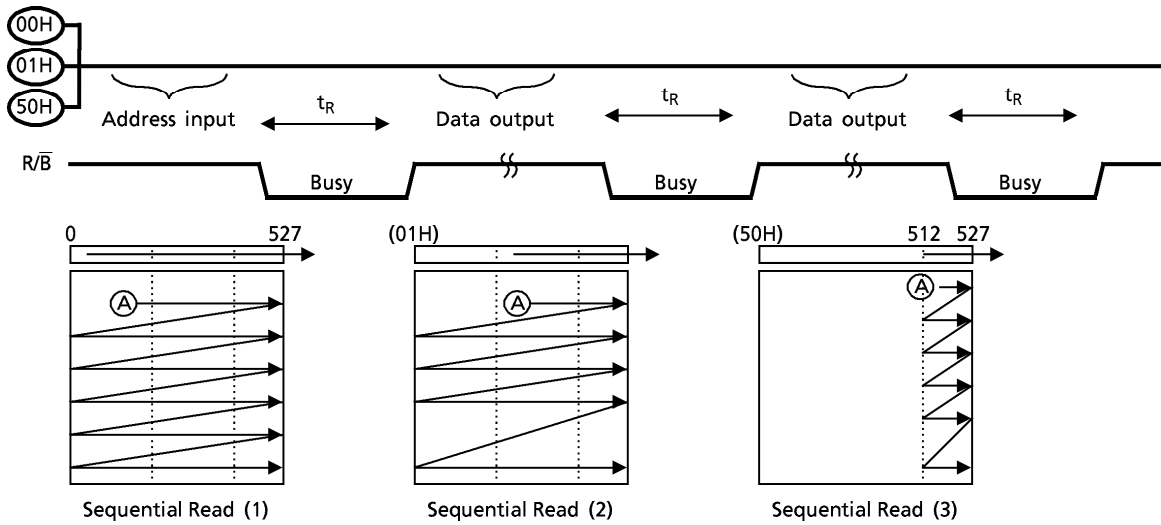 00H
01H
50H
Address input
tR
Data output
tR
Data output
tR
R/B̅
Busy
Busy
Busy
0 527
(01H)
(50H) 512 527
A
A
A
Sequential Read (1)
Sequential Read (2)
Sequential Read (3)